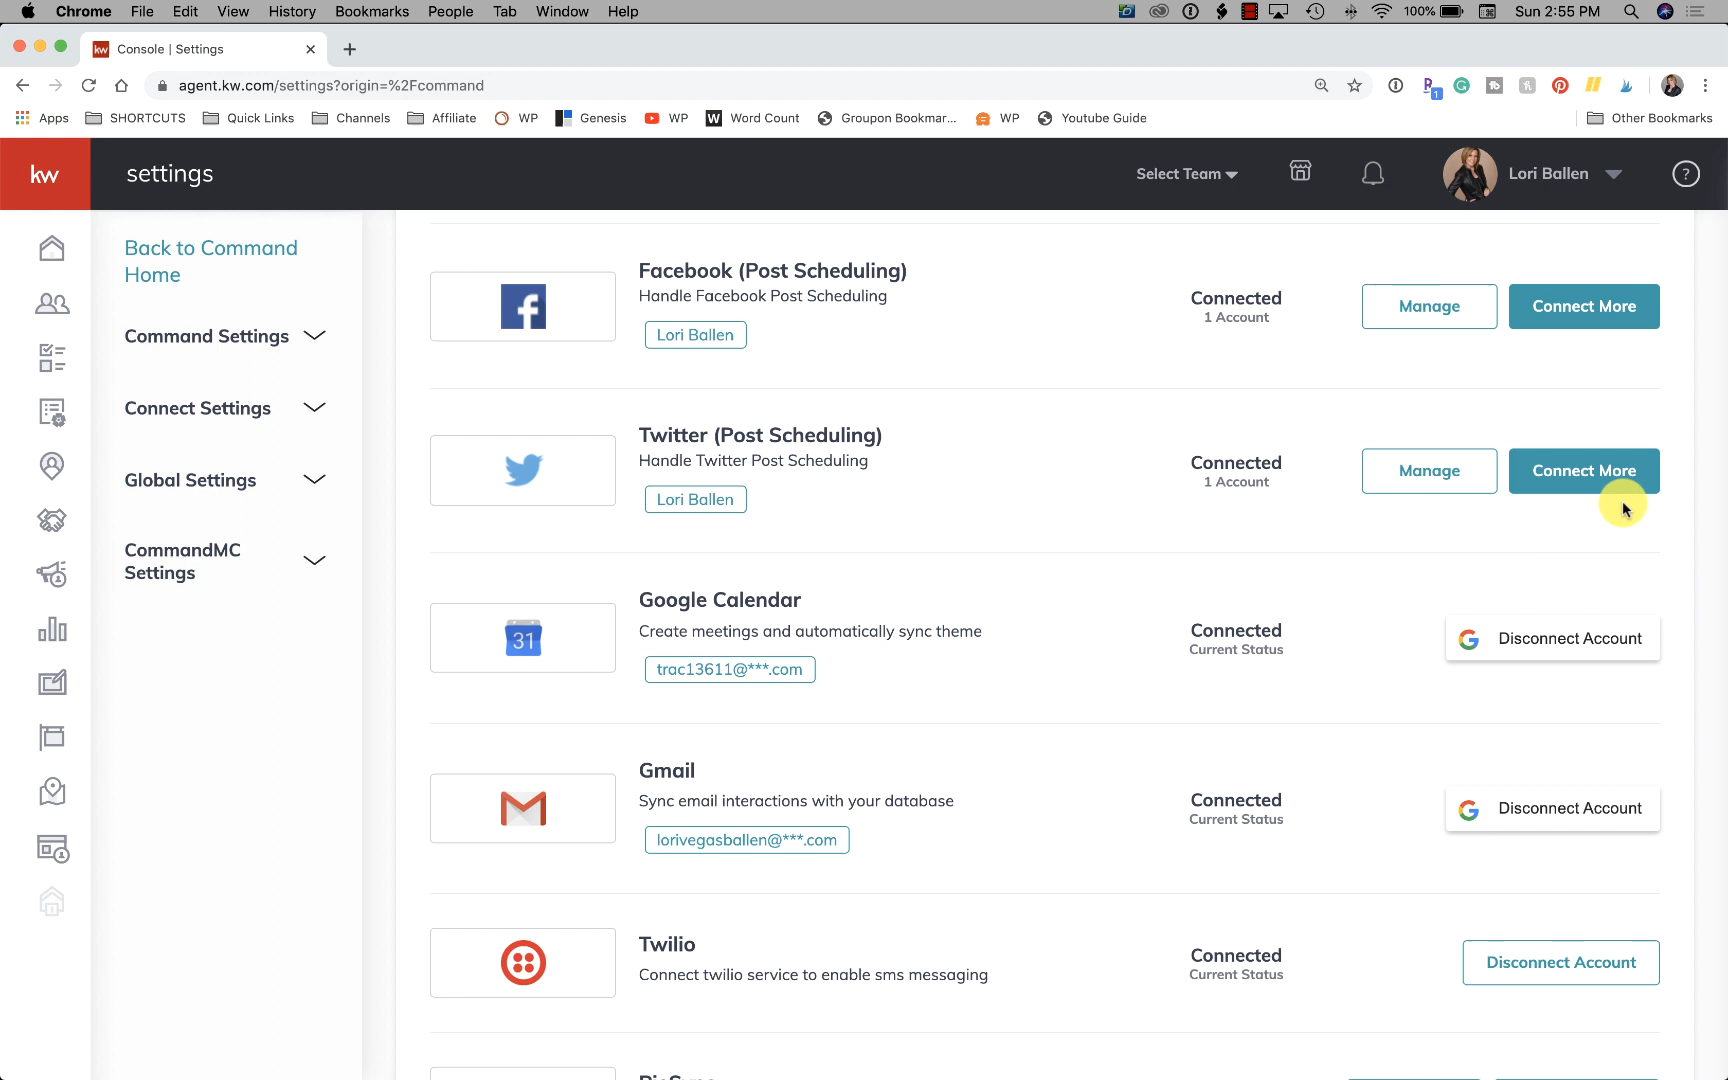 Chrome File Edit View History Bookmarks People Tab Window Help 100% Sun 2:55 PM
kw Console | Settings
agent.kw.com/settings?origin=%2Fcommand
1
Apps SHORTCUTS Quick Links Channels Affiliate WP Genesis WP W Word Count Groupon Bookmar... WP Youtube Guide Other Bookmarks
kw settings Select Team Lori Ballen ?
Back to Command
Home
Command Settings
Connect Settings
Global Settings
CommandMC
Settings
Facebook (Post Scheduling)
Handle Facebook Post Scheduling
Lori Ballen
Connected
1 Account
Manage
Connect More
Twitter (Post Scheduling)
Handle Twitter Post Scheduling
Lori Ballen
Connected
1 Account
Manage
Connect More
31
Google Calendar
Create meetings and automatically sync theme
trac13611@***.com
Connected
Current Status
Disconnect Account
Gmail
Sync email interactions with your database
lorivegasballen@***.com
Connected
Current Status
Disconnect Account
Twilio
Connect twilio service to enable sms messaging
Connected
Current Status
Disconnect Account